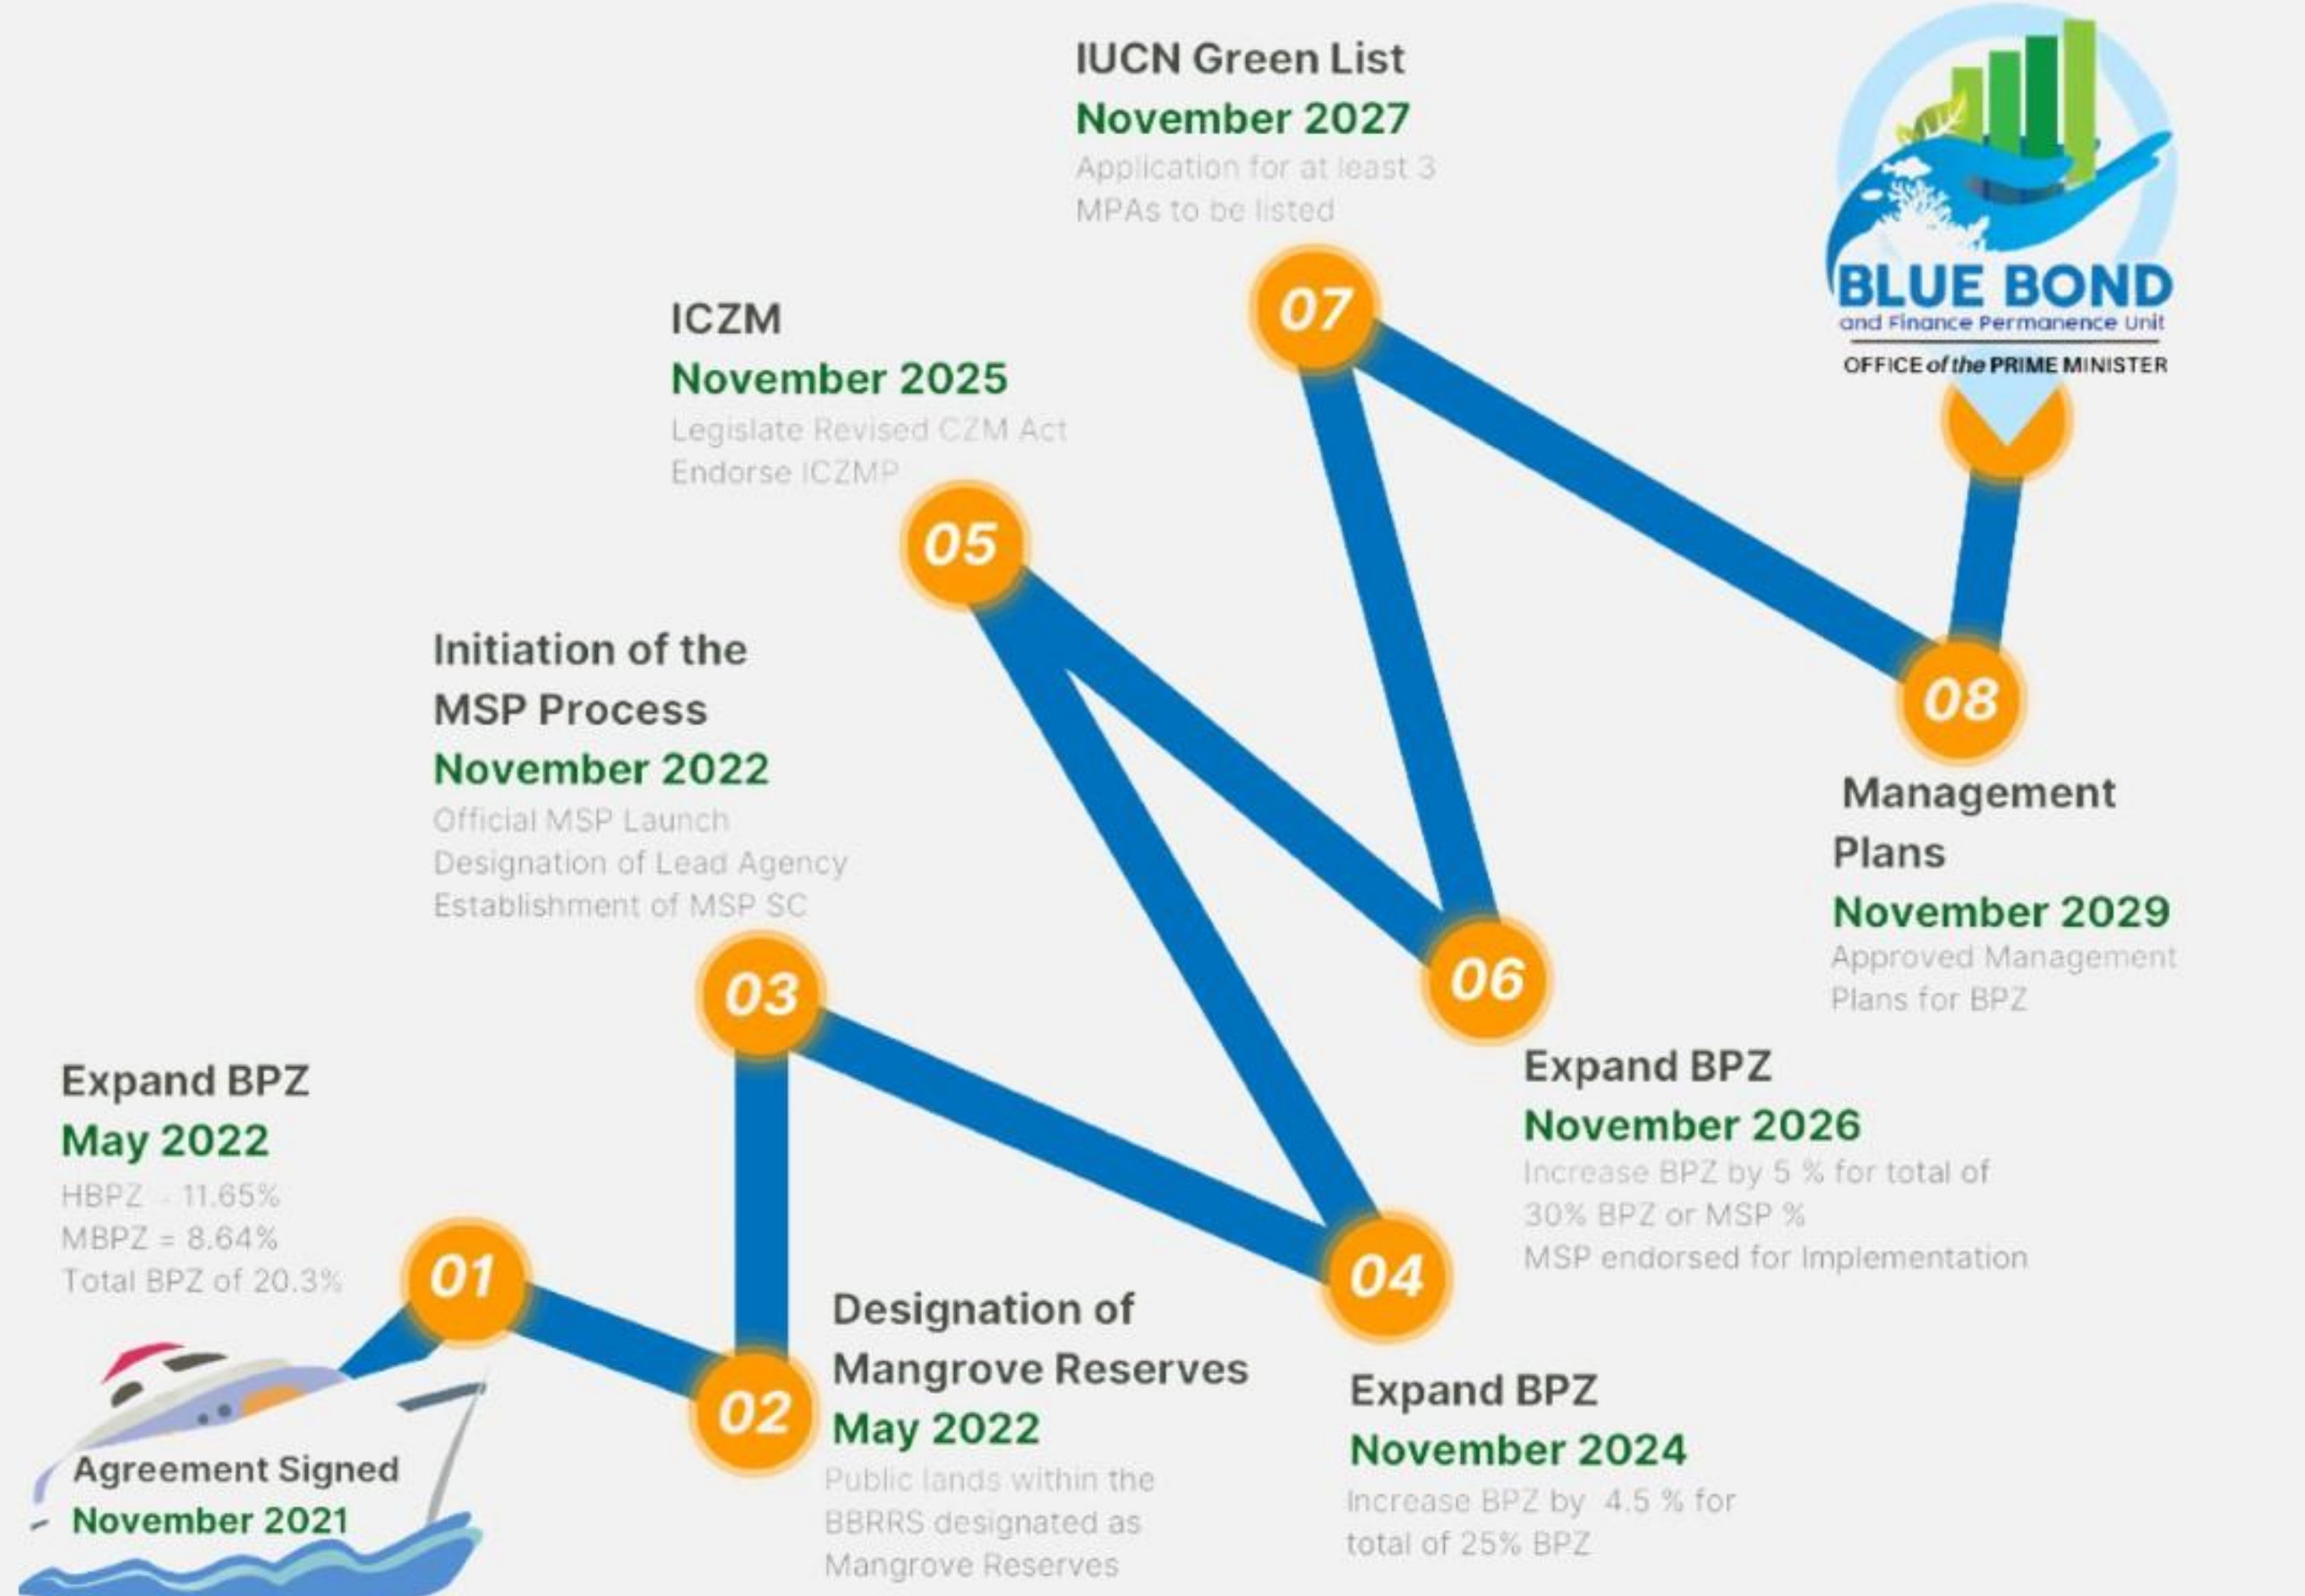 Agreement Signed
November 2021
01
Expand BPZ
May 2022
HBPZ - 11.65%
MBPZ = 8.64%
Total BPZ of 20.3%
02
Designation of
Mangrove Reserves
May 2022
Public lands within the
BBRRS designated as
Mangrove Reserves
03
Initiation of the
MSP Process
November 2022
Official MSP Launch
Designation of Lead Agency
Establishment of MSP SC
04
Expand BPZ
November 2024
Increase BPZ by 4.5 % for
total of 25% BPZ
05
ICZM
November 2025
Legislate Revised CZM Act
Endorse ICZMP
06
Expand BPZ
November 2026
Increase BPZ by 5 % for total of
30% BPZ or MSP %
MSP endorsed for Implementation
07
IUCN Green List
November 2027
Application for at least 3
MPAs to be listed
08
Management
Plans
November 2029
Approved Management
Plans for BPZ
BLUE BOND
and Finance Permanence Unit
OFFICE of the PRIME MINISTER